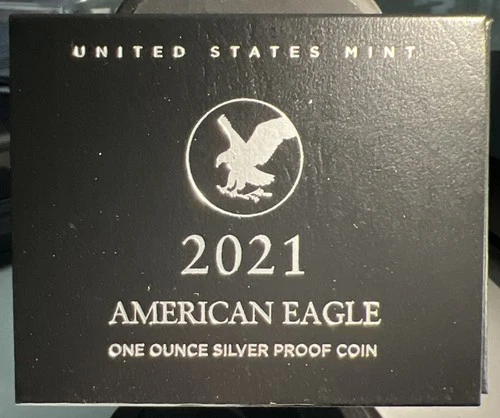 UNITED STATES MINT
2021
AMERICAN EAGLE
ONE OUNCE SILVER PROOF COIN